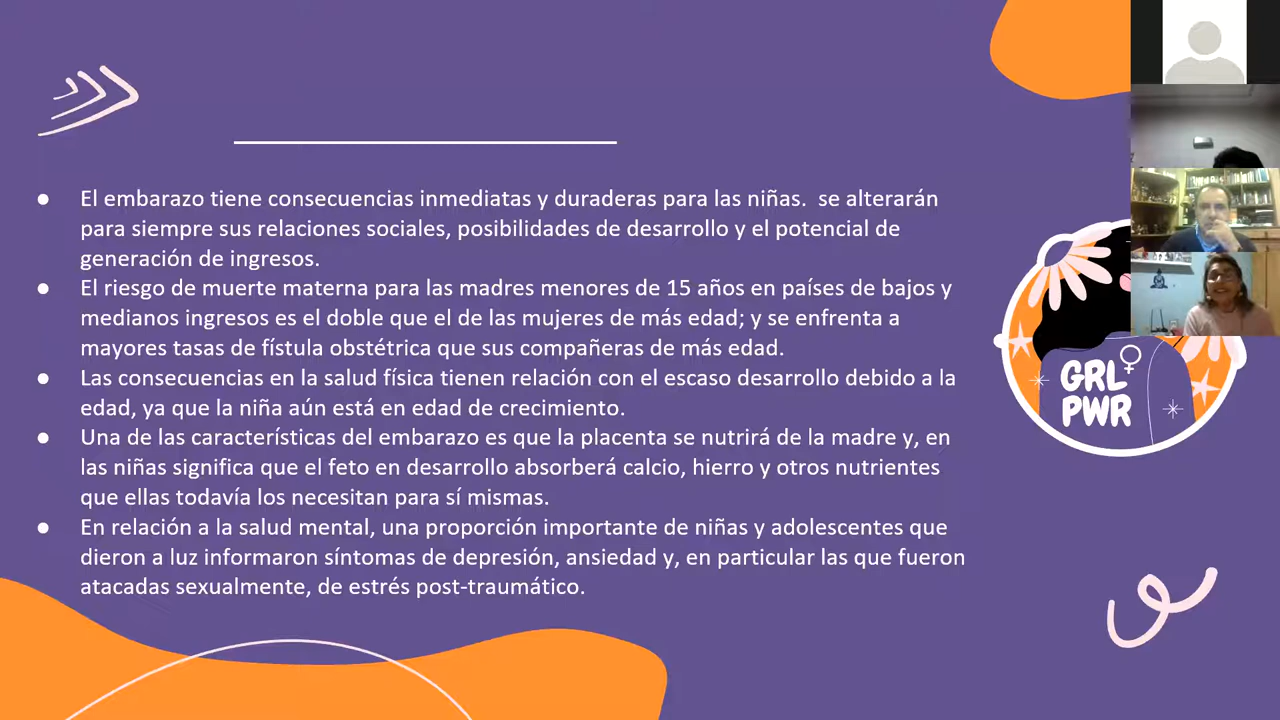 ● El embarazo tiene consecuencias inmediatas y duraderas para las niñas.  se alterarán
para siempre sus relaciones sociales, posibilidades de desarrollo y el potencial de
generación de ingresos.
● El riesgo de muerte materna para las madres menores de 15 años en países de bajos y
medianos ingresos es el doble que el de las mujeres de más edad; y se enfrenta a
mayores tasas de fístula obstétrica que sus compañeras de más edad.
● Las consecuencias en la salud física tienen relación con el escaso desarrollo debido a la
edad, ya que la niña aún está en edad de crecimiento.
● Una de las características del embarazo es que la placenta se nutrirá de la madre y, en
las niñas significa que el feto en desarrollo absorberá calcio, hierro y otros nutrientes
que ellas todavía los necesitan para sí mismas.
● En relación a la salud mental, una proporción importante de niñas y adolescentes que
dieron a luz informaron síntomas de depresión, ansiedad y, en particular las que fueron
atacadas sexualmente, de estrés post-traumático.
GRL
PWR